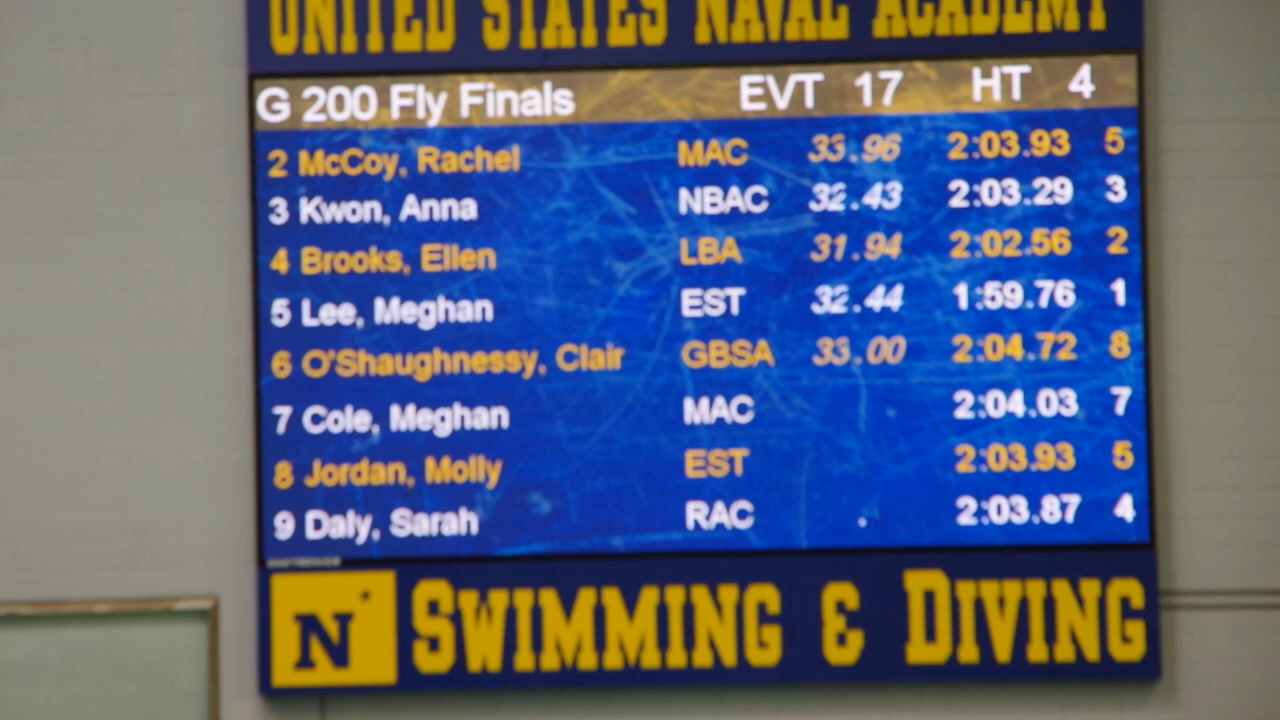 UNITED STATES NAVAL ACADEMY
G 200 Fly Finals EVT 17 HT 4
2 McCoy, Rachel MAC 33.96 2:03.93 5
3 Kwon, Anna NBAC 32.43 2:03.29 3
4 Brooks, Ellen LBA 31.94 2:02.56 2
5 Lee, Meghan EST 32.44 1:59.76 1
6 O'Shaughnessy, Clair GBSA 33.00 2:04.72 8
7 Cole, Meghan MAC 2:04.03 7
8 Jordan, Molly EST 2:03.93 5
9 Daly, Sarah RAC . 2:03.87 4
N SWIMMING & DIVING